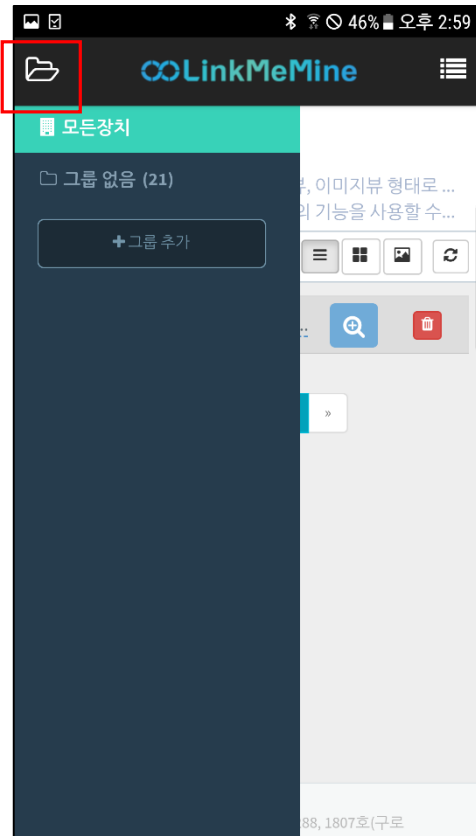 46% 오후 2:59
LinkMeMine
모든장치
그룹 없음 (21)
, 이미지뷰 형태로 ...
기능을 사용할 수...
+그룹 추가
..
»
88, 1807호(구로